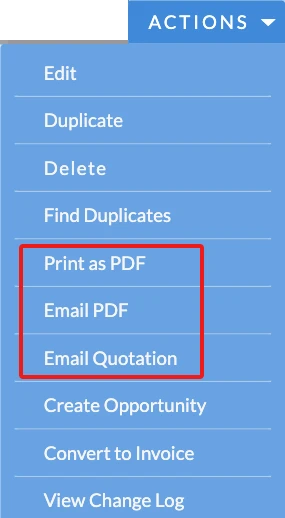 ACTIONS
Edit
Duplicate
Delete
Find Duplicates
Print as PDF
Email PDF
Email Quotation
Create Opportunity
Convert to Invoice
View Change Log